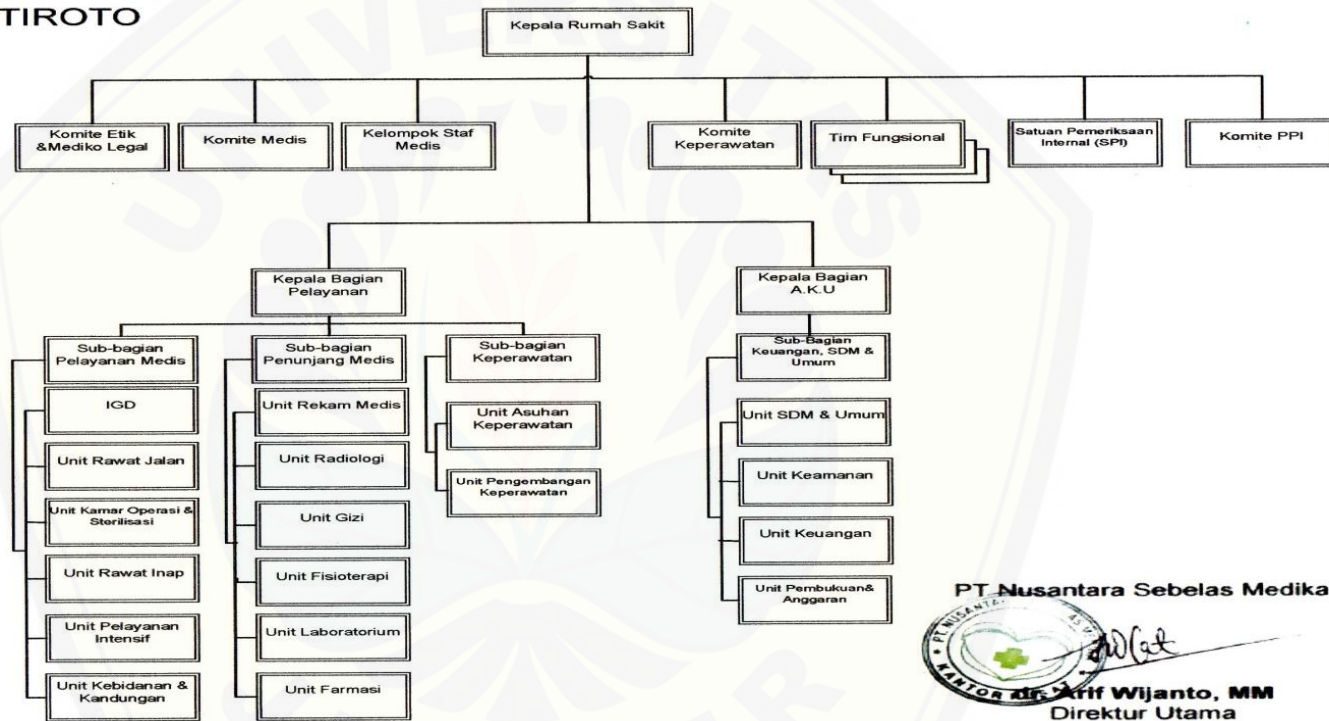 TIROTO
Kepala Rumah Sakit
Komite Etik
&Mediko Legal
Komite Medis
Kelompok Staf
Medis
Komite
Keperawatan
Tim Fungsional
Satuan Pemeriksaan
Internal (SPI)
Komite PPI
Kepala Bagian
Pelayanan
Kepala Bagian
A.K.U
Sub-bagian
Pelayanan Medis
IGD
Unit Rawat Jalan
Unit Kamar Operasi &
Sterilisasi
Unit Rawat Inap
Unit Pelayanan
Intensif
Unit Kebidanan &
Kandungan
Sub-bagian
Penunjang Medis
Unit Rekam Medis
Unit Radiologi
Unit Gizi
Unit Fisioterapi
Unit Laboratorium
Unit Farmasi
Sub-bagian
Keperawatan
Unit Asuhan
Keperawatan
Unit Pengembangan
Keperawatan
Sub-Bagian
Keuangan, SDM &
Umum
Unit SDM & Umum
Unit Keamanan
Unit Keuangan
Unit Pembukuan&
Anggaran
PT Nusantara Sebelas Medika
PT NUSANTARA
KANTOR
dr. Arif Wijanto, MM
Direktur Utama
UNIVERSITAS